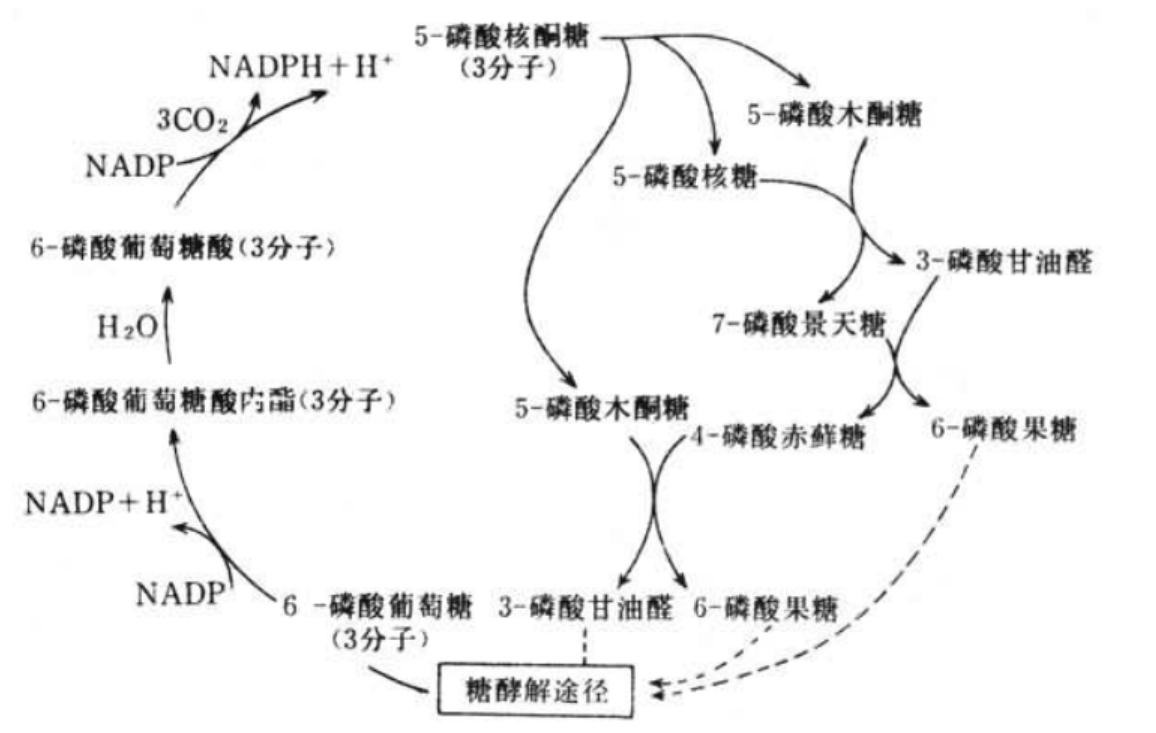 5-磷酸核酮糖
(3分子)
NADPH+H⁺
3CO₂
NADP
5-磷酸木酮糖
5-磷酸核糖
6-磷酸葡萄糖酸(3分子)
3-磷酸甘油醛
H₂O
7-磷酸景天糖
6-磷酸葡萄糖酸内酯(3分子)
5-磷酸木酮糖
4-磷酸赤藓糖
6-磷酸果糖
NADP+H⁺
NADP
6-磷酸葡萄糖
(3分子)
3-磷酸甘油醛
6-磷酸果糖
糖酵解途径